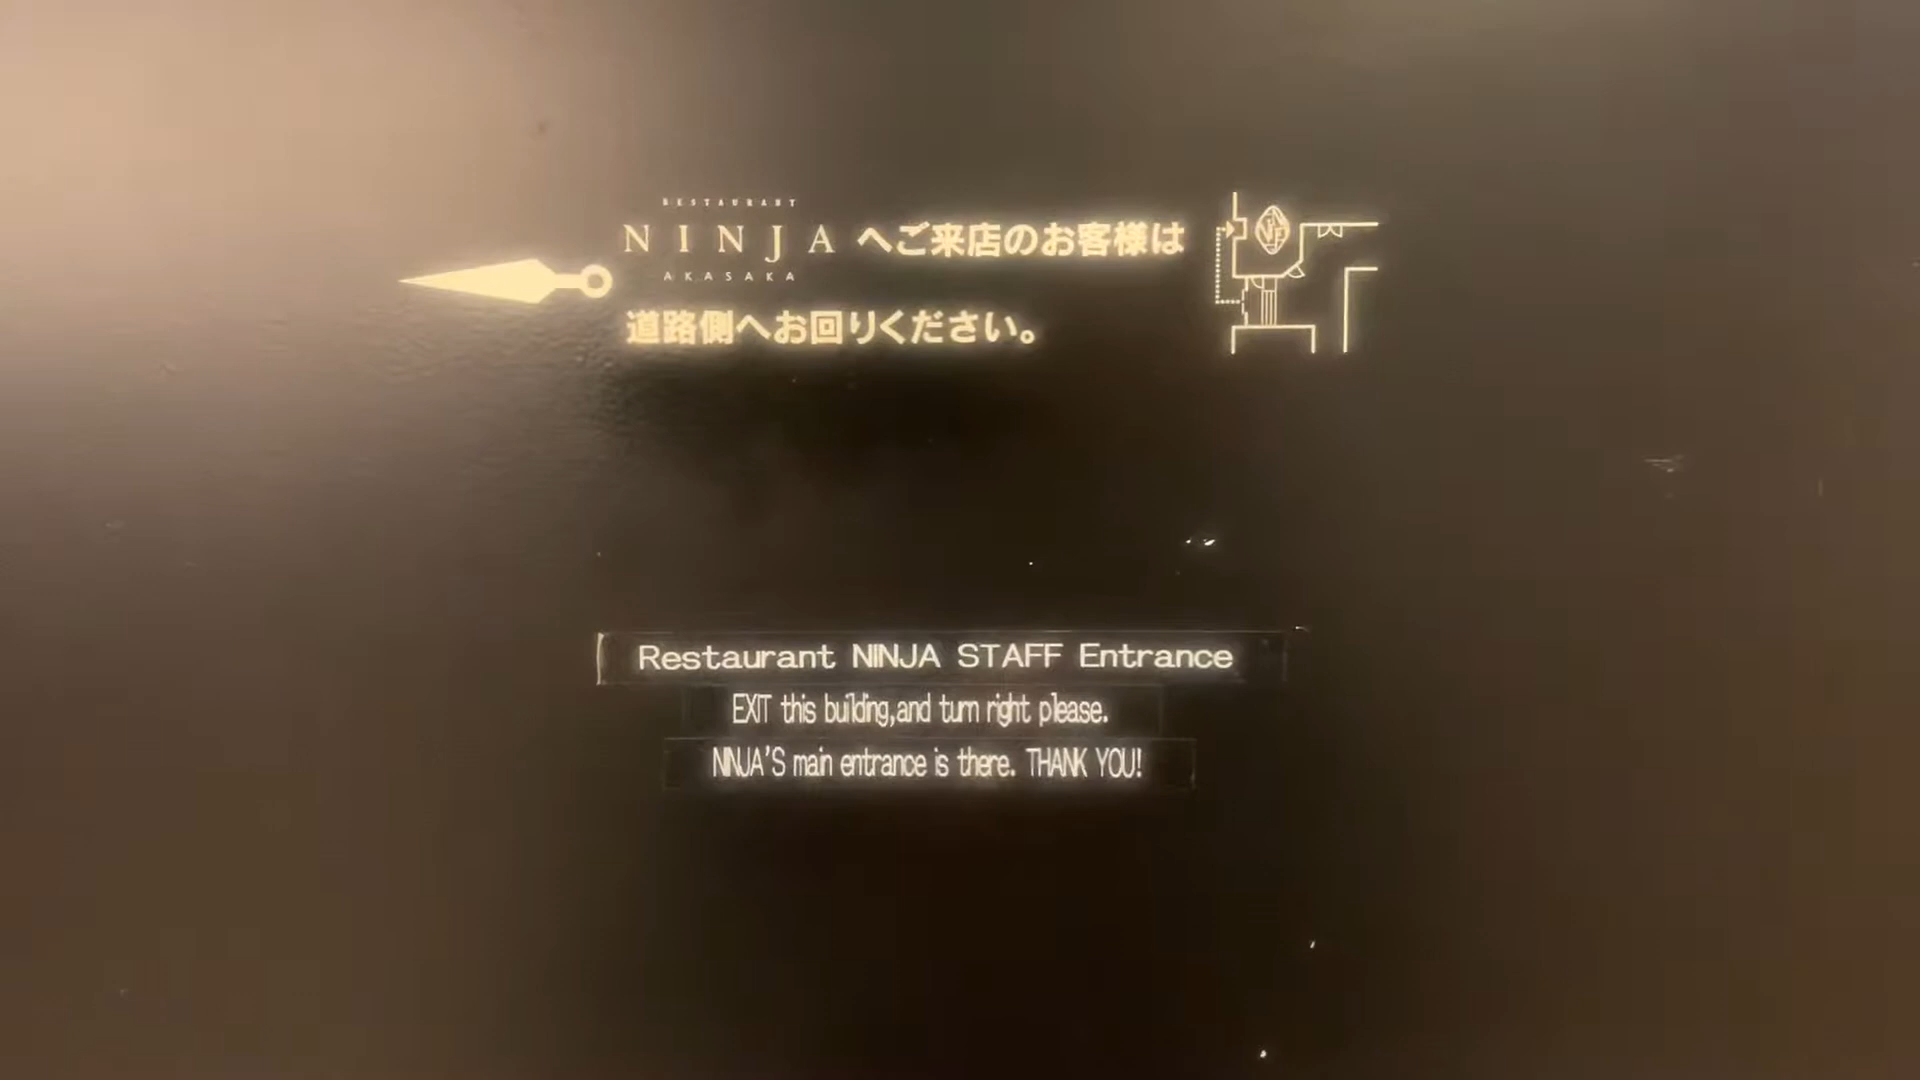 RESTAURANT
NINJA へご来店のお客様は
AKASAKA
道路側へお回りください。
Restaurant NINJA STAFF Entrance
EXIT this building,and turn right please.
NINJA'S main entrance is there. THANK YOU!